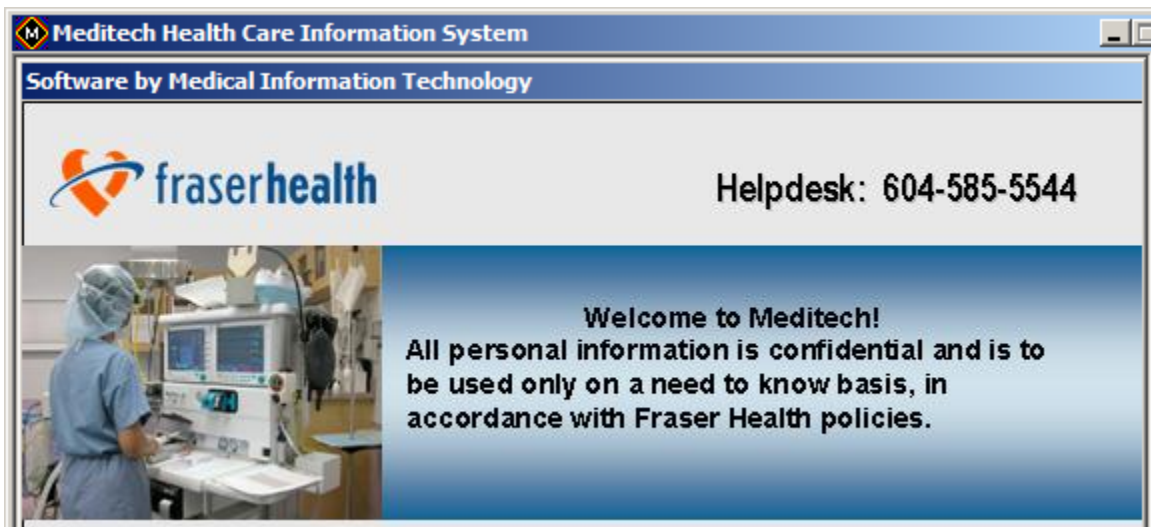 M
Meditech Health Care Information System
Software by Medical Information Technology
fraserhealth
Helpdesk: 604-585-5544
Welcome to Meditech!
All personal information is confidential and is to
be used only on a need to know basis, in
accordance with Fraser Health policies.